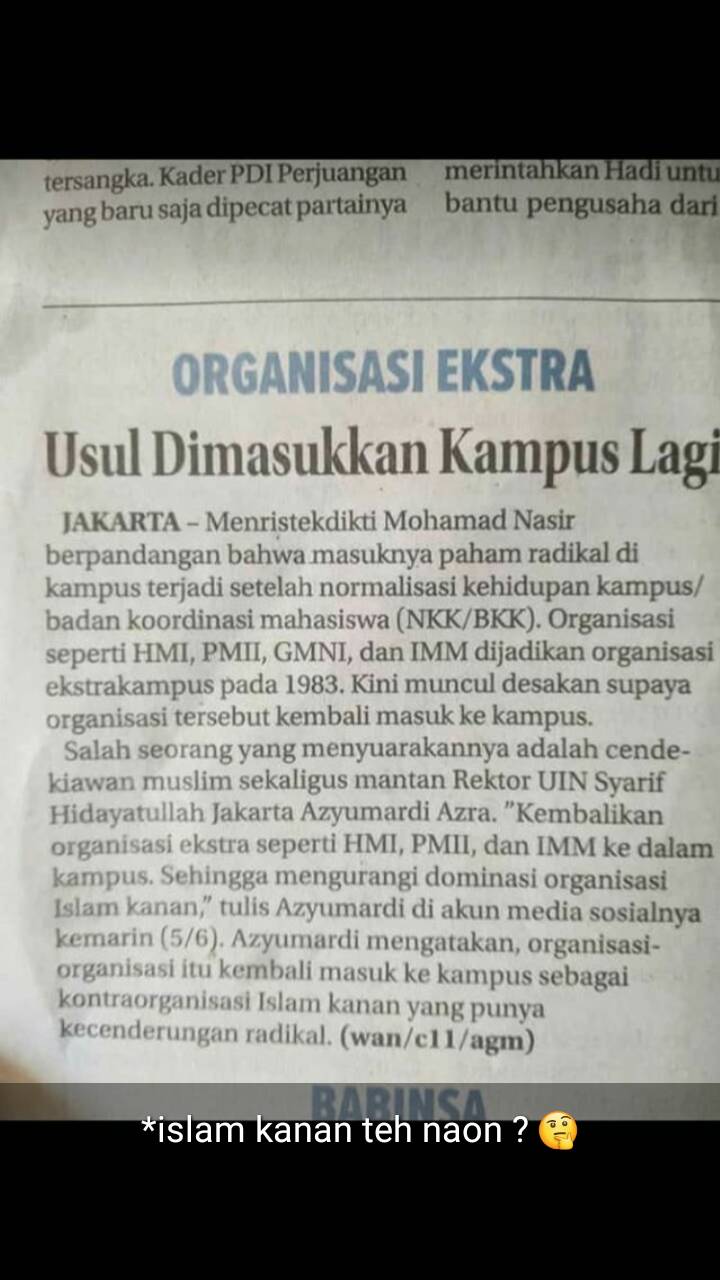 tersangka. Kader PDI Perjuangan
yang baru saja dipecat partainya
merintahkan Hadi untu
bantu pengusaha dari
ORGANISASI EKSTRA
Usul Dimasukkan Kampus Lagi
JAKARTA – Menristekdikti Mohamad Nasir
berpandangan bahwa masuknya paham radikal di
kampus terjadi setelah normalisasi kehidupan kampus/
badan koordinasi mahasiswa (NKK/BKK). Organisasi
seperti HMI, PMII, GMNI, dan IMM dijadikan organisasi
ekstrakampus pada 1983. Kini muncul desakan supaya
organisasi tersebut kembali masuk ke kampus.
Salah seorang yang menyuarakannya adalah cende-
kiawan muslim sekaligus mantan Rektor UIN Syarif
Hidayatullah Jakarta Azyumardi Azra. "Kembalikan
organisasi ekstra seperti HMI, PMII, dan IMM ke dalam
kampus. Sehingga mengurangi dominasi organisasi
Islam kanan," tulis Azyumardi di akun media sosialnya
kemarin (5/6). Azyumardi mengatakan, organisasi-
organisasi itu kembali masuk ke kampus sebagai
kontraorganisasi Islam kanan yang punya
kecenderungan radikal. (wan/c11/agm)
BABINSA
*islam kanan teh naon ? 🤔